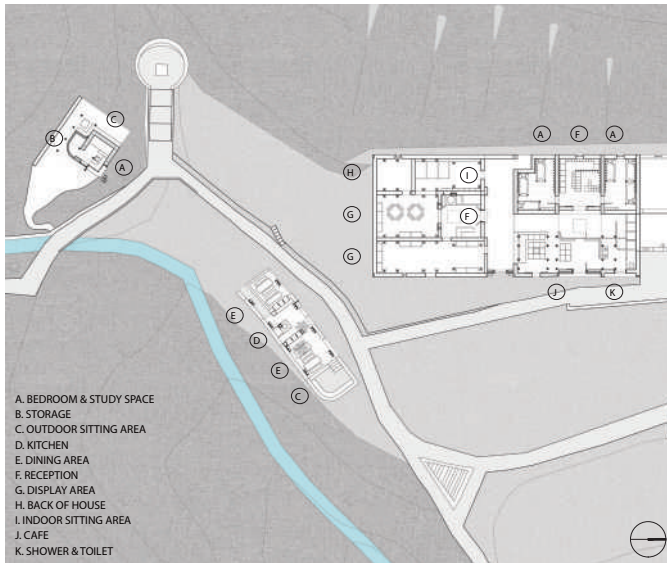 A F A
C
B
H
I
A
G
F
G
J K
E
D
E
C
A. BEDROOM & STUDY SPACE
B. STORAGE
C. OUTDOOR SITTING AREA
D. KITCHEN
E. DINING AREA
F. RECEPTION
G. DISPLAY AREA
H. BACK OF HOUSE
I. INDOOR SITTING AREA
J. CAFE
K. SHOWER & TOILET